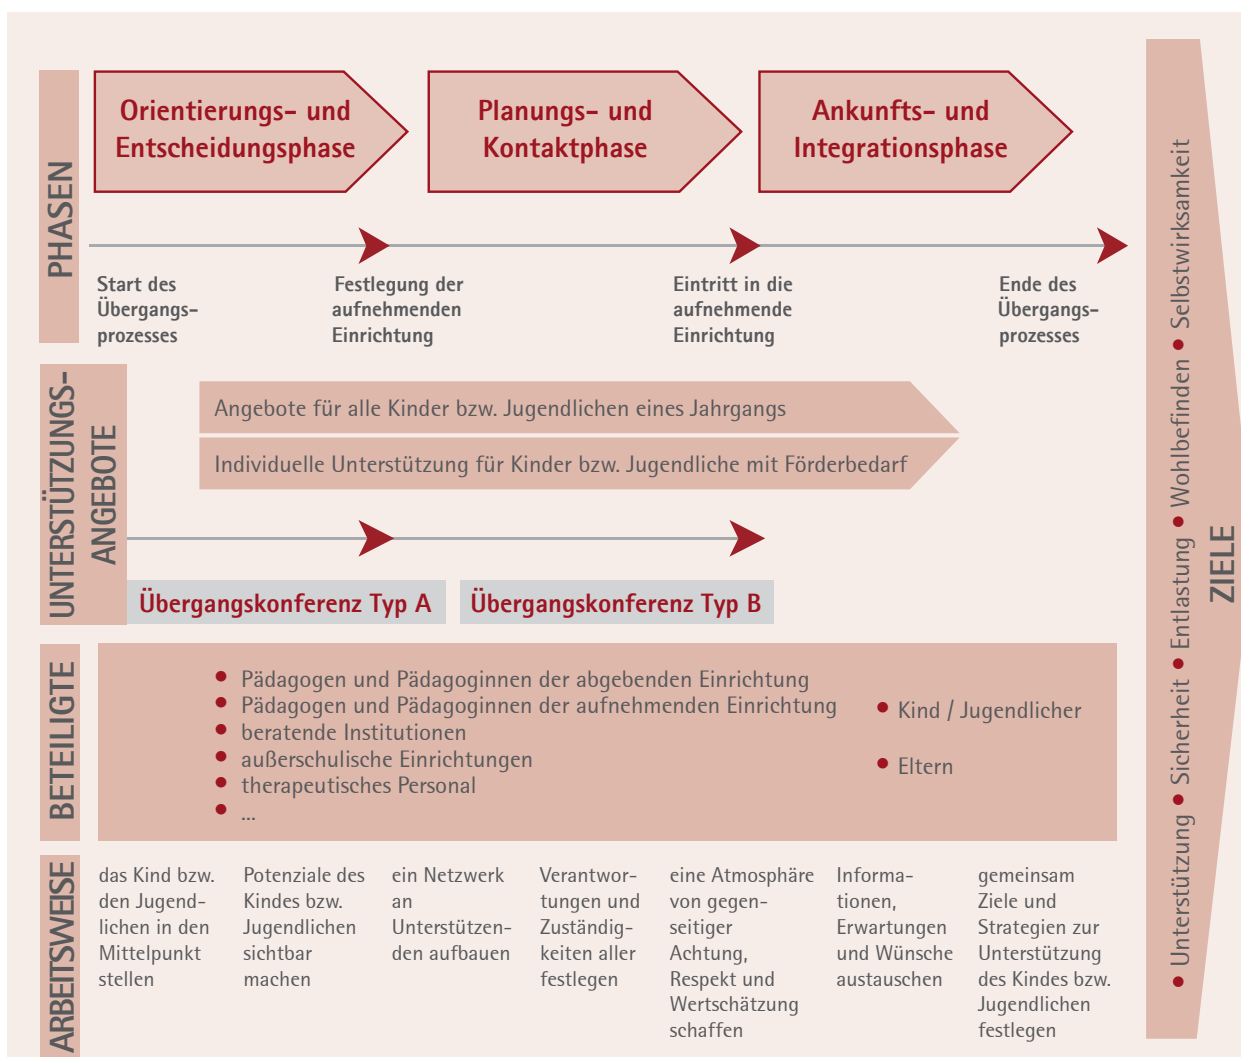 PHASEN
Orientierungs- und
Entscheidungsphase
Planungs- und
Kontaktphase
Ankunfts- und
Integrationsphase
Start des
Übergangs-
prozesses
Festlegung der
aufnehmenden
Einrichtung
Eintritt in die
aufnehmende
Einrichtung
Ende des
Übergangs-
prozesses
UNTERSTÜTZUNGS-
ANGEBOTE
Angebote für alle Kinder bzw. Jugendlichen eines Jahrgangs
Individuelle Unterstützung für Kinder bzw. Jugendliche mit Förderbedarf
Übergangskonferenz Typ A
Übergangskonferenz Typ B
BETEILIGTE
• Pädagogen und Pädagoginnen der abgebenden Einrichtung
• Pädagogen und Pädagoginnen der aufnehmenden Einrichtung
• beratende Institutionen
• außerschulische Einrichtungen
• therapeutisches Personal
• ...
• Kind / Jugendlicher
• Eltern
ARBEITSWEISE
das Kind bzw.
den Jugend-
lichen in den
Mittelpunkt
stellen
Potenziale des
Kindes bzw.
Jugendlichen
sichtbar
machen
ein Netzwerk
an
Unterstützen-
den aufbauen
Verantwor-
tungen und
Zuständig-
keiten aller
festlegen
eine Atmosphäre
von gegen-
seitiger
Achtung,
Respekt und
Wertschätzung
schaffen
Informa-
tionen,
Erwartungen
und Wünsche
austauschen
gemeinsam
Ziele und
Strategien zur
Unterstützung
des Kindes bzw.
Jugendlichen
festlegen
• Unterstützung • Sicherheit • Entlastung • Wohlbefinden • Selbstwirksamkeit
ZIELE